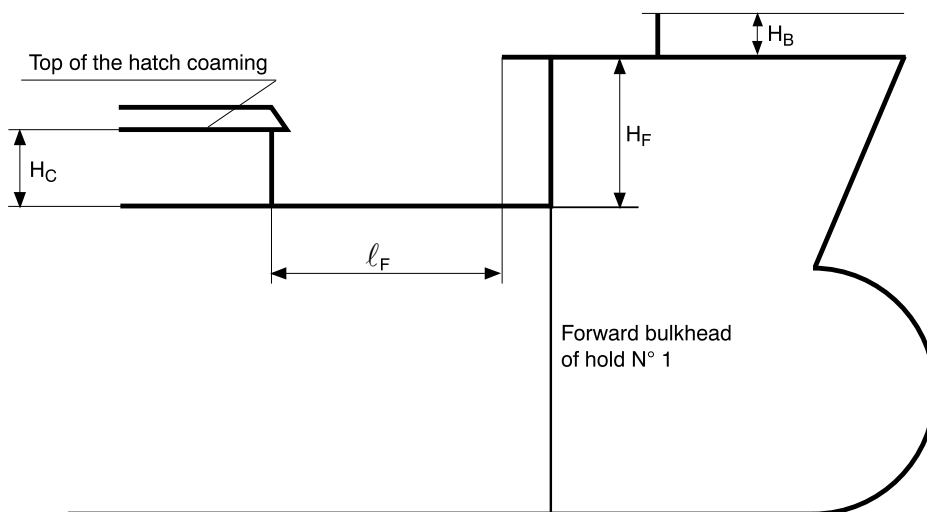 H_B
Top of the hatch coaming
H_F
H_C
ℓ_F
Forward bulkhead
of hold N° 1